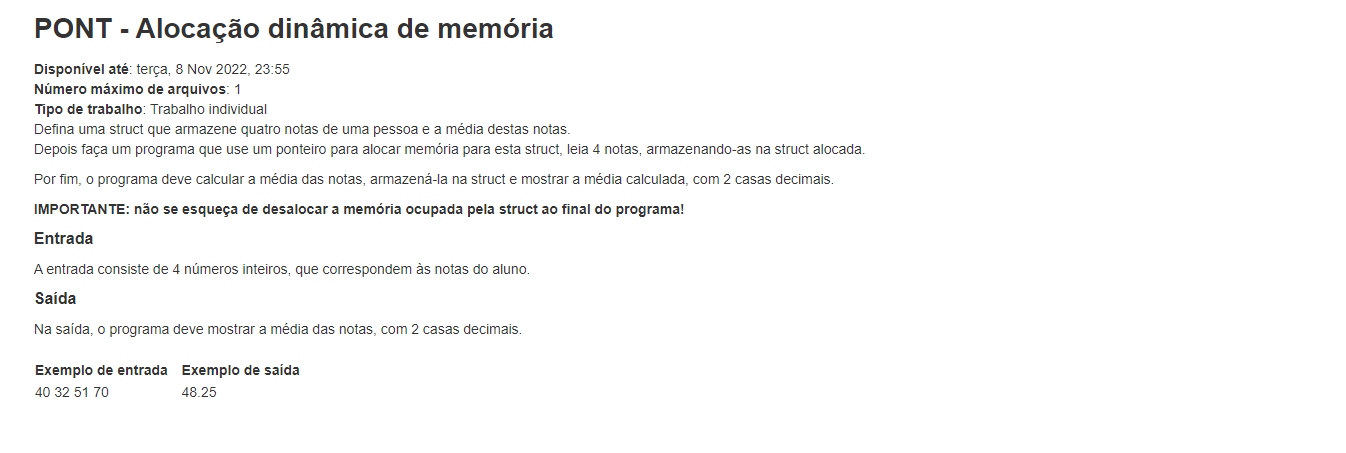 PONT - Alocação dinâmica de memória
Disponível até: terça, 8 Nov 2022, 23:55
Número máximo de arquivos: 1
Tipo de trabalho: Trabalho individual
Defina uma struct que armazene quatro notas de uma pessoa e a média destas notas.
Depois faça um programa que use um ponteiro para alocar memória para esta struct, leia 4 notas, armazenando-as na struct alocada.
Por fim, o programa deve calcular a média das notas, armazená-la na struct e mostrar a média calculada, com 2 casas decimais.
IMPORTANTE: não se esqueça de desalocar a memória ocupada pela struct ao final do programa!
Entrada
A entrada consiste de 4 números inteiros, que correspondem às notas do aluno.
Saída
Na saída, o programa deve mostrar a média das notas, com 2 casas decimais.
Exemplo de entrada Exemplo de saída
40 32 51 70 48.25